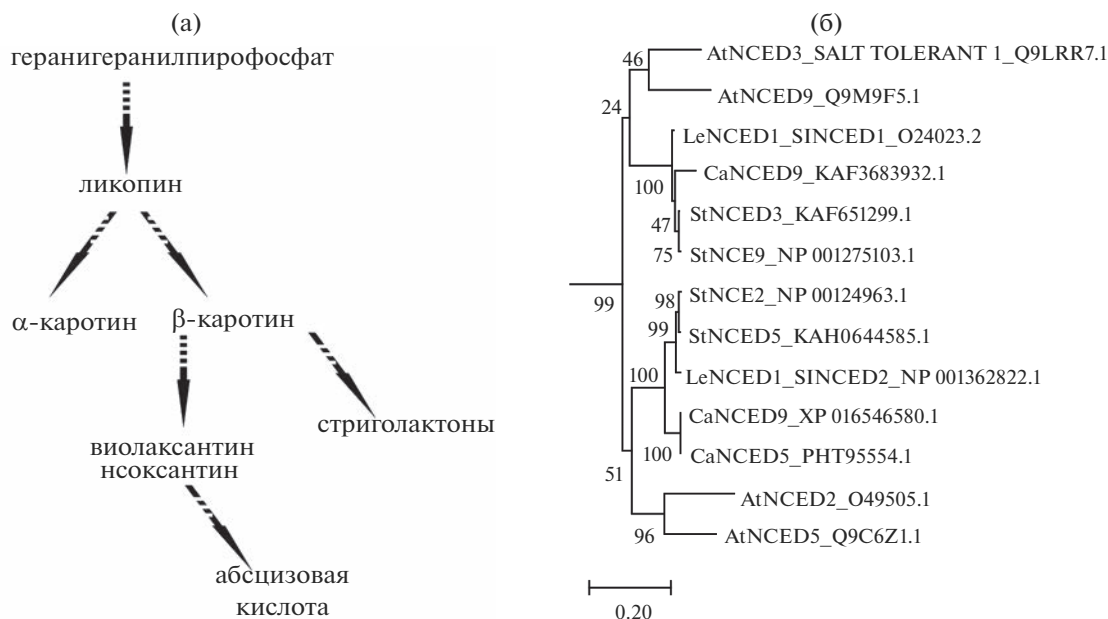 (а)
геранигеранилпирофосфат
ликопин
α-каротин
β-каротин
стриголактоны
виолаксантин
нсоксантин
абсцизовая
кислота
(б)
46
AtNCED3_SALT TOLERANT 1_Q9LRR7.1
AtNCED9_Q9M9F5.1
24
LeNCED1_SINCED1_O24023.2
100
CaNCED9_KAF3683932.1
47
StNCED3_KAF651299.1
75
StNCE9_NP 001275103.1
99
98
StNCE2_NP 00124963.1
99
StNCED5_KAH0644585.1
100
LeNCED1_SINCED2_NP 001362822.1
CaNCED9_XP 016546580.1
100
CaNCED5_PHT95554.1
51
AtNCED2_O49505.1
96
AtNCED5_Q9C6Z1.1
0.20